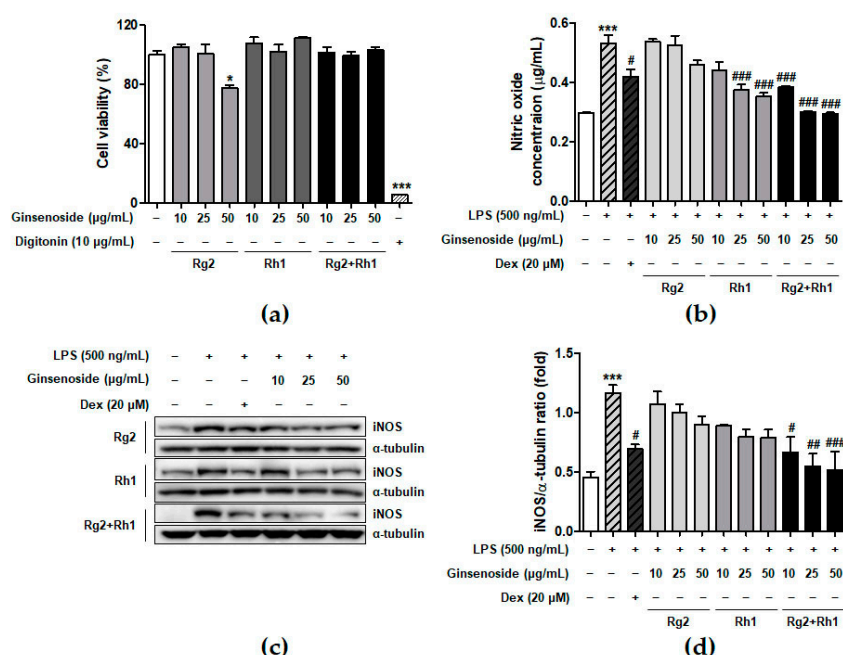 120
80
40
0
Cell viability (%)
*
***
Ginsenoside (µg/mL) – 10 25 50 10 25 50 10 25 50 –
Digitonin (10 µg/mL) – – – – – – – – – – +
Rg2 Rh1 Rg2+Rh1
(a)
0.6
0.4
0.2
0.0
Nitric oxide
concentraion (µg/mL)
***
#
### ### ### ### ###
LPS (500 ng/mL) – + + + + + + + + + + +
Ginsenoside (µg/mL) – – – 10 25 50 10 25 50 10 25 50
Dex (20 µM) – – + – – – – – – – – –
Rg2 Rh1 Rg2+Rh1
(b)
LPS (500 ng/mL) – + + + + +
Ginsenoside (µg/mL) – – – 10 25 50
Dex (20 µM) – – + – – –
Rg2 iNOS
α-tubulin
Rh1 iNOS
α-tubulin
Rg2+Rh1 iNOS
α-tubulin
(c)
1.5
1.0
0.5
0.0
iNOS/α-tubulin ratio (fold)
***
#
# ## ###
LPS (500 ng/mL) – + + + + + + + + + + +
Ginsenoside (µg/mL) – – – 10 25 50 10 25 50 10 25 50
Dex (20 µM) – – + – – – – – – – – –
Rg2 Rh1 Rg2+Rh1
(d)